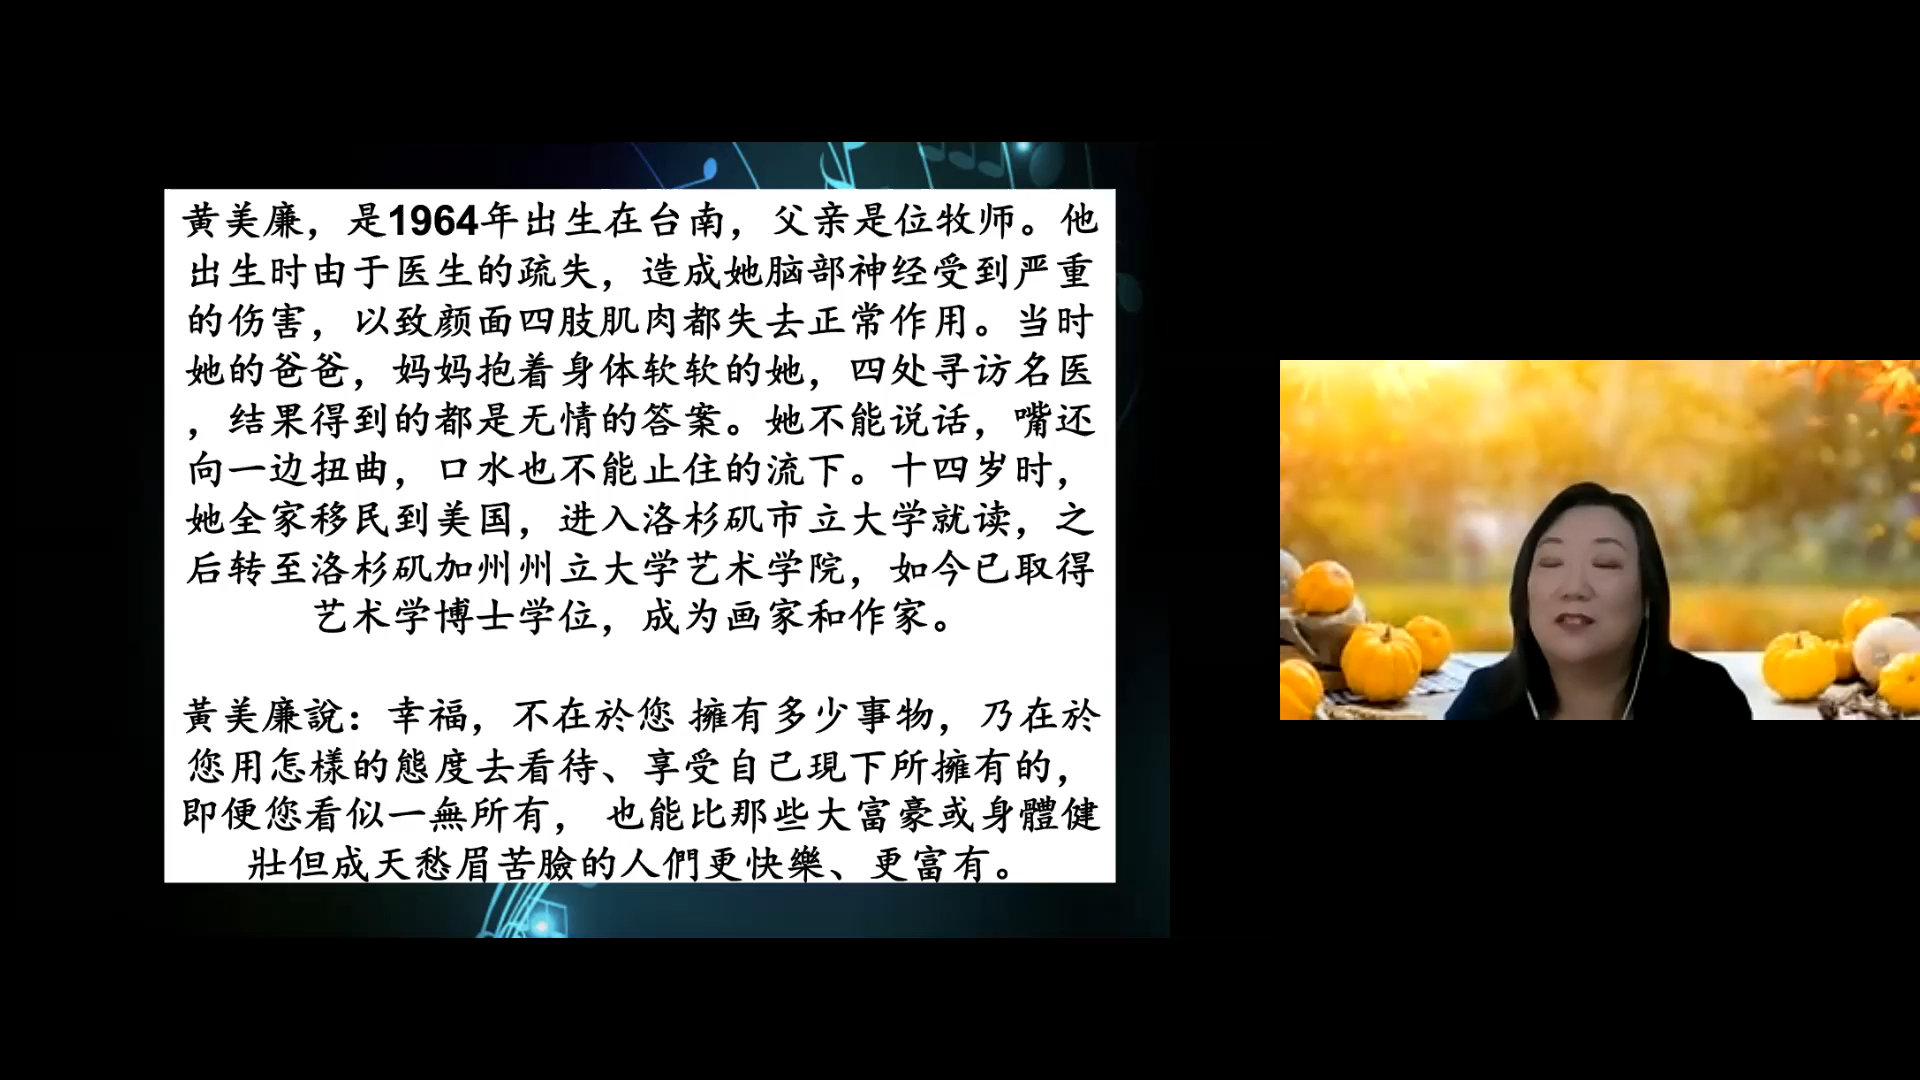 黄美廉，是1964年出生在台南，父亲是位牧师。他
出生时由于医生的疏失，造成她脑部神经受到严重
的伤害，以致颜面四肢肌肉都失去正常作用。当时
她的爸爸，妈妈抱着身体软软的她，四处寻访名医
，结果得到的都是无情的答案。她不能说话，嘴还
向一边扭曲，口水也不能止住的流下。十四岁时，
她全家移民到美国，进入洛杉矶市立大学就读，之
后转至洛杉矶加州州立大学艺术学院，如今已取得
艺术学博士学位，成为画家和作家。
黃美廉說：幸福，不在於您 擁有多少事物，乃在於
您用怎樣的態度去看待、享受自己現下所擁有的，
即便您看似一無所有， 也能比那些大富豪或身體健
壯但成天愁眉苦臉的人們更快樂、更富有。